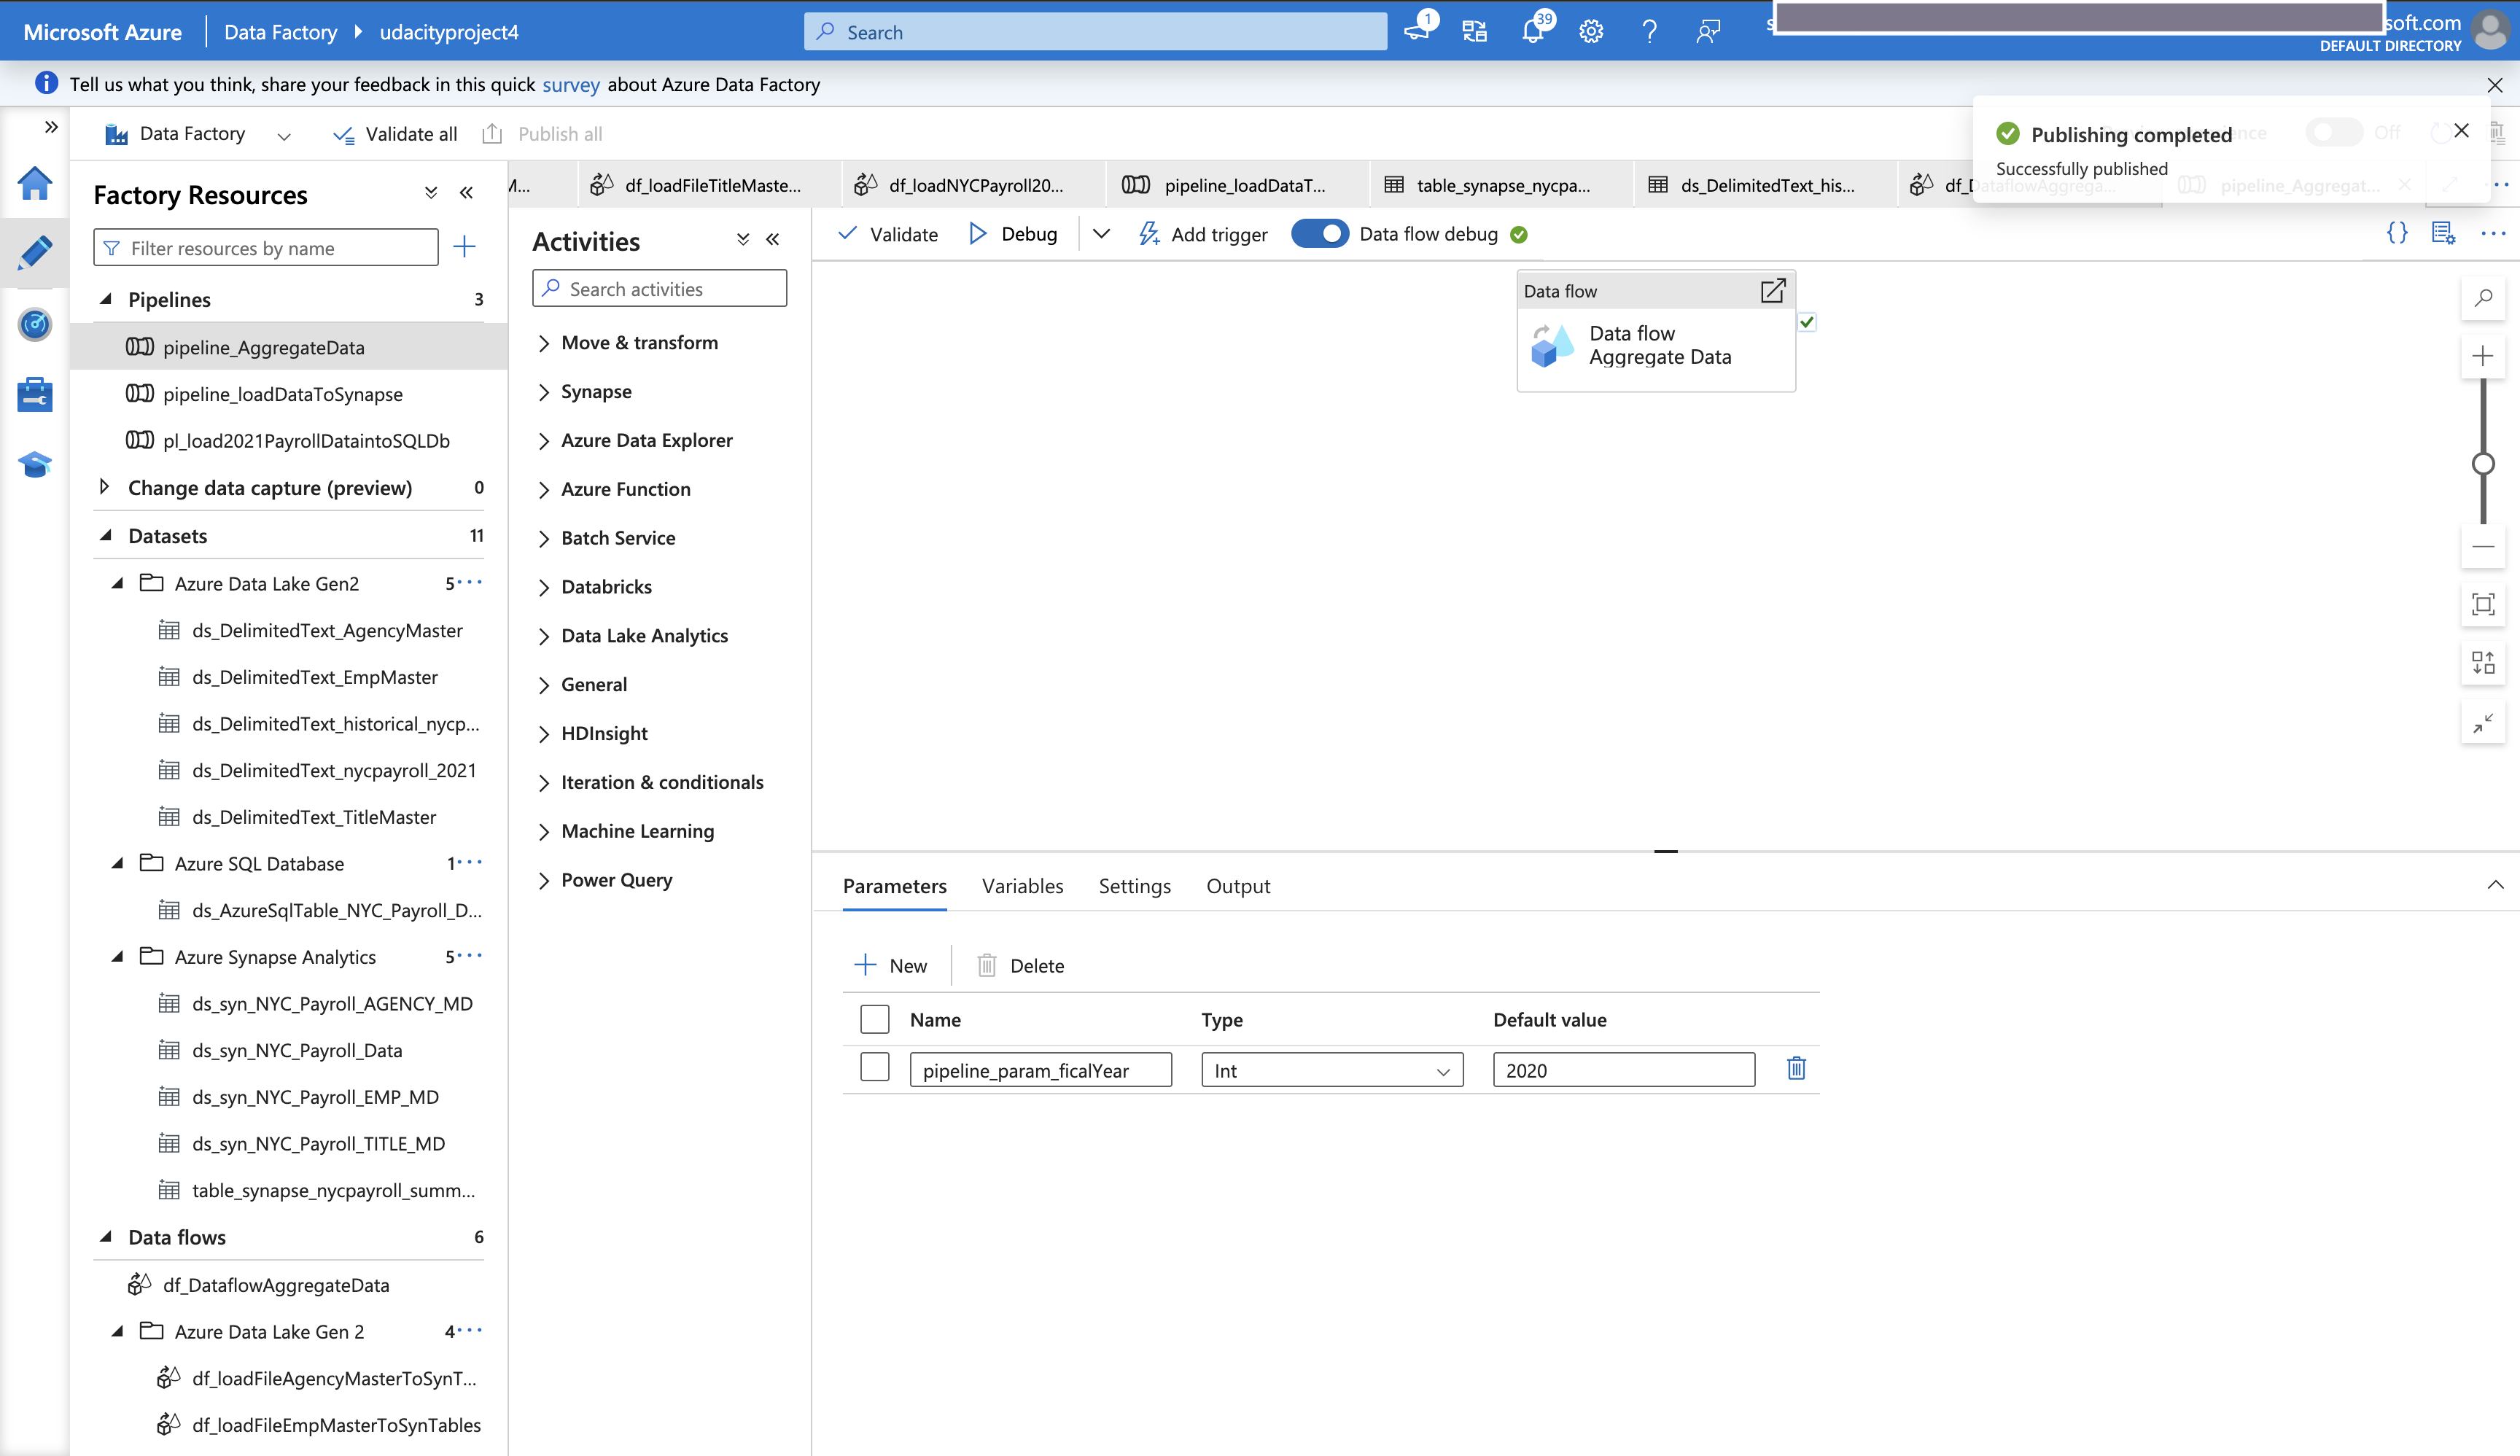 Microsoft Azure
Data Factory
udacityproject4
Search
1
39
soft.com
DEFAULT DIRECTORY
Tell us what you think, share your feedback in this quick survey about Azure Data Factory
Data Factory
Validate all
Publish all
Publishing completed
Off
Successfully published
Factory Resources
Filter resources by name
Pipelines
3
pipeline_AggregateData
pipeline_loadDataToSynapse
pl_load2021PayrollDataintoSQLDb
Change data capture (preview)
0
Datasets
11
Azure Data Lake Gen2
5
ds_DelimitedText_AgencyMaster
ds_DelimitedText_EmpMaster
ds_DelimitedText_historical_nycp...
ds_DelimitedText_nycpayroll_2021
ds_DelimitedText_TitleMaster
Azure SQL Database
1
ds_AzureSqlTable_NYC_Payroll_D...
Azure Synapse Analytics
5
ds_syn_NYC_Payroll_AGENCY_MD
ds_syn_NYC_Payroll_Data
ds_syn_NYC_Payroll_EMP_MD
ds_syn_NYC_Payroll_TITLE_MD
table_synapse_nycpayroll_summ...
Data flows
6
df_DataflowAggregateData
Azure Data Lake Gen 2
4
df_loadFileAgencyMasterToSynT...
df_loadFileEmpMasterToSynTables
M...
df_loadFileTitleMaste...
df_loadNYCPayroll20...
pipeline_loadDataT...
table_synapse_nycpa...
ds_DelimitedText_his...
df_DataflowAggrega...
pipeline_Aggregat...
Activities
Search activities
Move & transform
Synapse
Azure Data Explorer
Azure Function
Batch Service
Databricks
Data Lake Analytics
General
HDInsight
Iteration & conditionals
Machine Learning
Power Query
Validate
Debug
Add trigger
Data flow debug
Data flow
Data flow
Aggregate Data
Parameters
Variables
Settings
Output
New
Delete
Name
Type
Default value
pipeline_param_ficalYear
Int
2020